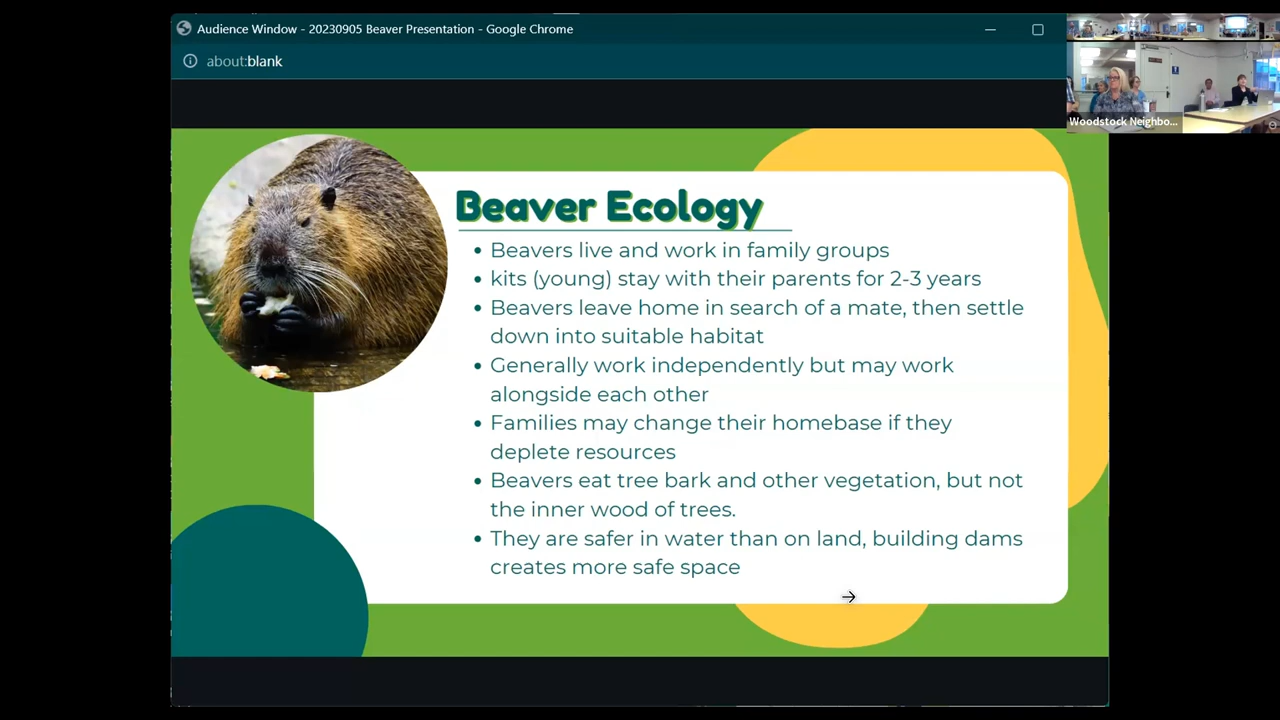 Audience Window - 20230905 Beaver Presentation - Google Chrome
about:blank
Woodstock Neighbo...
Beaver Ecology
• Beavers live and work in family groups
• kits (young) stay with their parents for 2-3 years
• Beavers leave home in search of a mate, then settle
down into suitable habitat
• Generally work independently but may work
alongside each other
• Families may change their homebase if they
deplete resources
• Beavers eat tree bark and other vegetation, but not
the inner wood of trees.
• They are safer in water than on land, building dams
creates more safe space